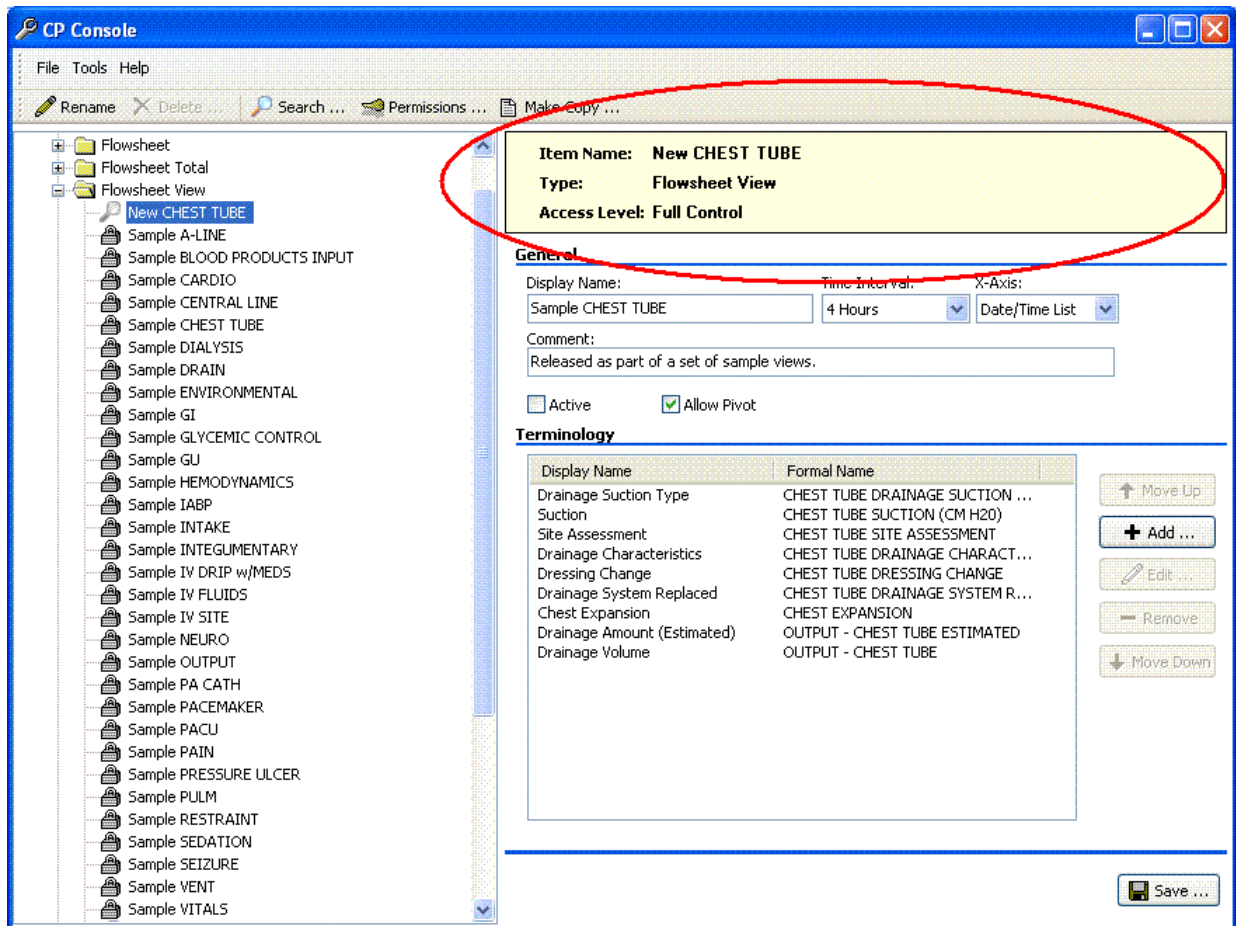 CP Console
File Tools Help
Rename Delete ... Search ... Permissions ... Make Copy ...
Flowsheet
Flowsheet Total
Flowsheet View
New CHEST TUBE
Sample A-LINE
Sample BLOOD PRODUCTS INPUT
Sample CARDIO
Sample CENTRAL LINE
Sample CHEST TUBE
Sample DIALYSIS
Sample DRAIN
Sample ENVIRONMENTAL
Sample GI
Sample GLYCEMIC CONTROL
Sample GU
Sample HEMODYNAMICS
Sample IABP
Sample INTAKE
Sample INTEGUMENTARY
Sample IV DRIP w/MEDS
Sample IV FLUIDS
Sample IV SITE
Sample NEURO
Sample OUTPUT
Sample PA CATH
Sample PACEMAKER
Sample PACU
Sample PAIN
Sample PRESSURE ULCER
Sample PULM
Sample RESTRAINT
Sample SEDATION
Sample SEIZURE
Sample VENT
Sample VITALS
Item Name: New CHEST TUBE
Type: Flowsheet View
Access Level: Full Control
General
Display Name: Time Interval: X-Axis:
Sample CHEST TUBE 4 Hours Date/Time List
Comment:
Released as part of a set of sample views.
Active Allow Pivot
Terminology
Display Name Formal Name
Drainage Suction Type CHEST TUBE DRAINAGE SUCTION ...
Suction CHEST TUBE SUCTION (CM H20)
Site Assessment CHEST TUBE SITE ASSESSMENT
Drainage Characteristics CHEST TUBE DRAINAGE CHARACT...
Dressing Change CHEST TUBE DRESSING CHANGE
Drainage System Replaced CHEST TUBE DRAINAGE SYSTEM R...
Chest Expansion CHEST EXPANSION
Drainage Amount (Estimated) OUTPUT - CHEST TUBE ESTIMATED
Drainage Volume OUTPUT - CHEST TUBE
Move Up
Add ...
Edit ...
Remove
Move Down
Save ...